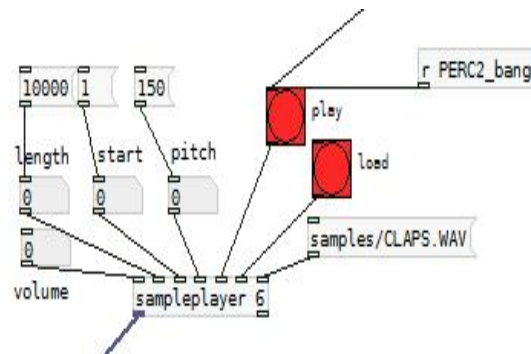 r PERC2_bang
10000 1 150
play
length start pitch
load
0 0 0
0
samples/CLAPS.WAV
volume
sampleplayer 6